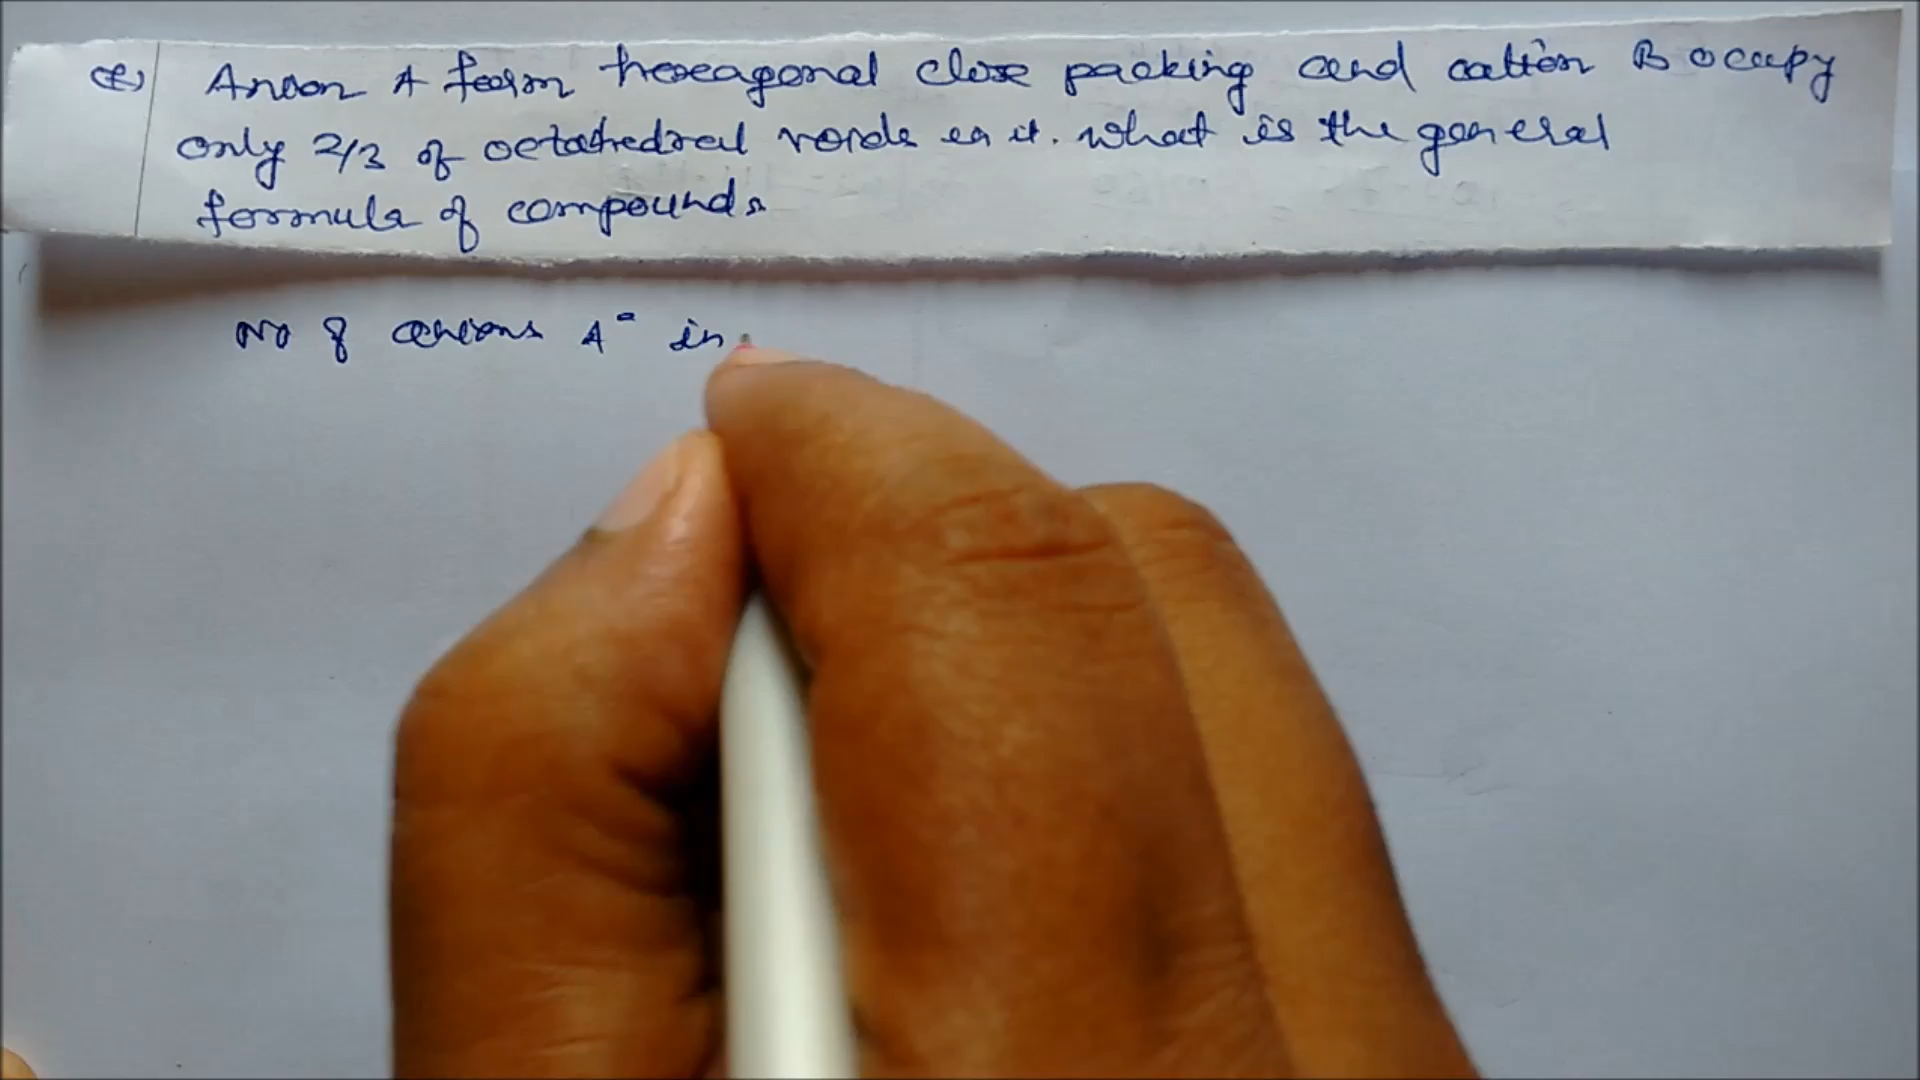 Q) Anion A form hexagonal close packing and cation B occupy
only 2/3 of octahedral voids in it. what is the general
formula of compounds
No of anions A⁻ in